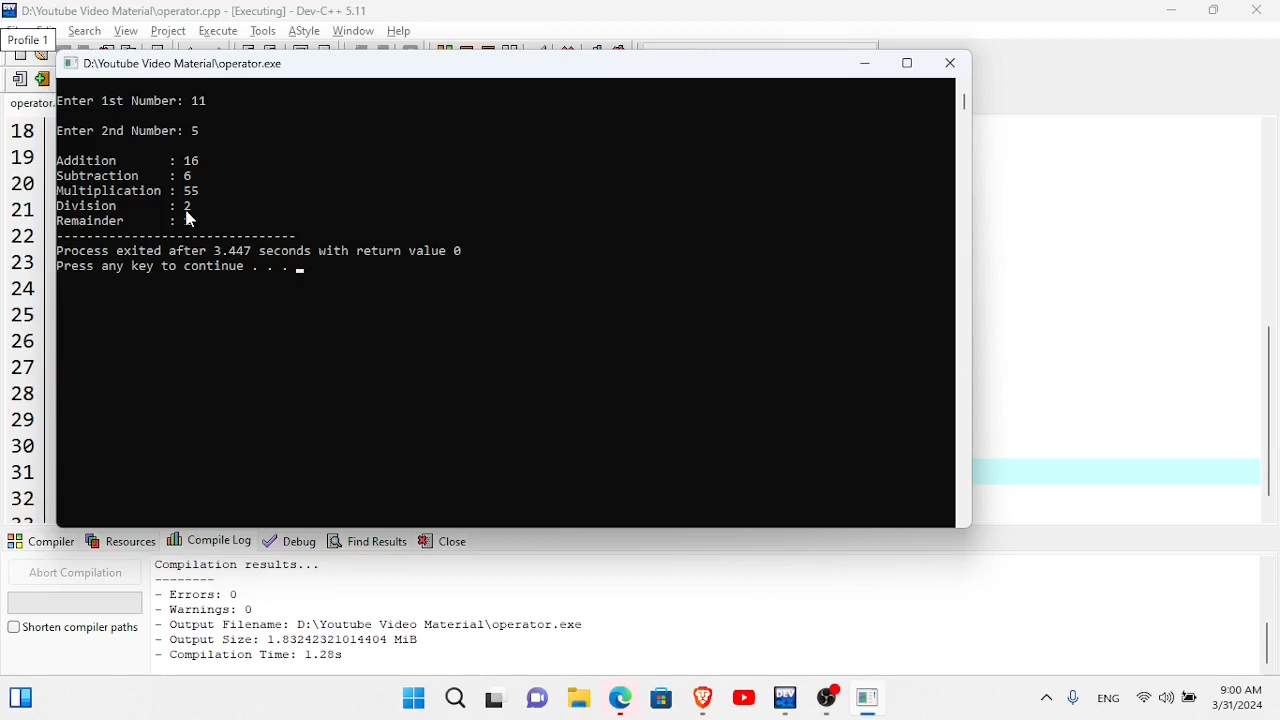 D:\Youtube Video Material\operator.cpp - [Executing] - Dev-C++ 5.11
Search View Project Execute Tools AStyle Window Help
Profile 1
D:\Youtube Video Material\operator.exe
operator.
Enter 1st Number: 11
Enter 2nd Number: 5
Addition : 16
Subtraction : 6
Multiplication : 55
Division : 2
Remainder :
--------------------------------
Process exited after 3.447 seconds with return value 0
Press any key to continue . . .
18
19
20
21
22
23
24
25
26
27
28
29
30
31
32
Compiler Resources Compile Log Debug Find Results Close
Abort Compilation
Shorten compiler paths
Compilation results...
--------
- Errors: 0
- Warnings: 0
- Output Filename: D:\Youtube Video Material\operator.exe
- Output Size: 1.83242321014404 MiB
- Compilation Time: 1.28s
DEV
ENG
9:00 AM
3/31/2024